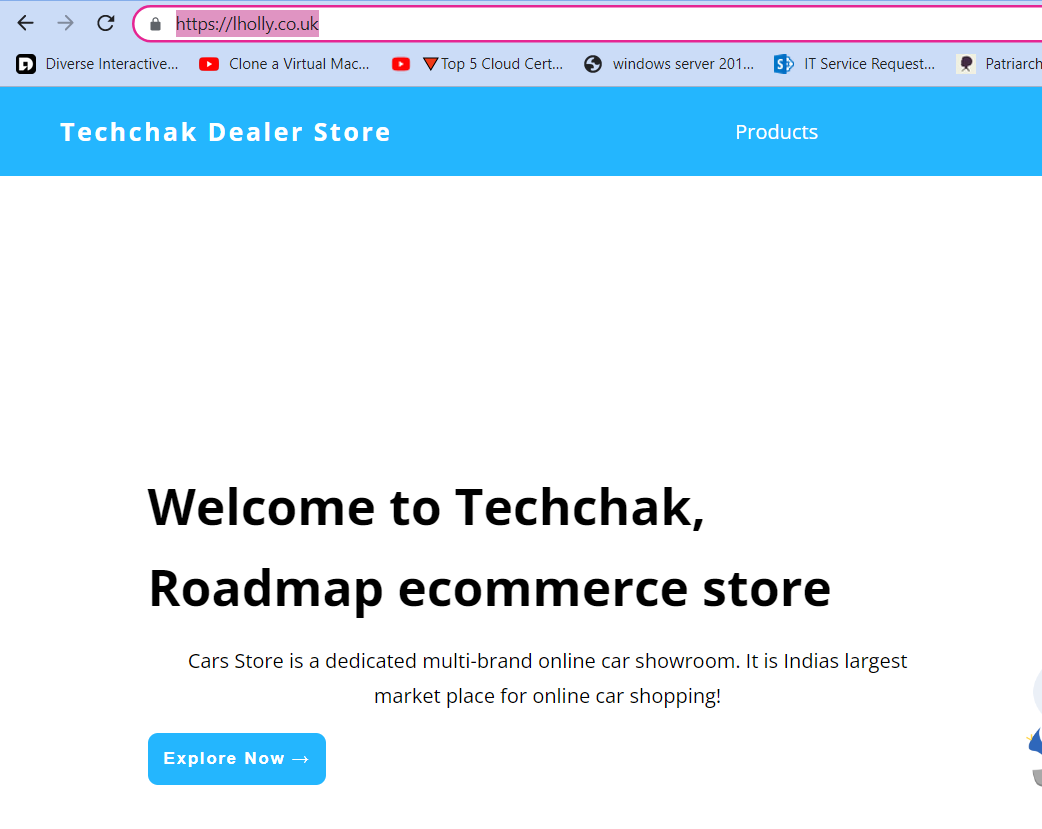 https://lholly.co.uk
Diverse Interactive... Clone a Virtual Mac... Top 5 Cloud Cert... windows server 201... IT Service Request... Patriarch
Techchak Dealer Store Products
Welcome to Techchak,
Roadmap ecommerce store
Cars Store is a dedicated multi-brand online car showroom. It is Indias largest
market place for online car shopping!
Explore Now →